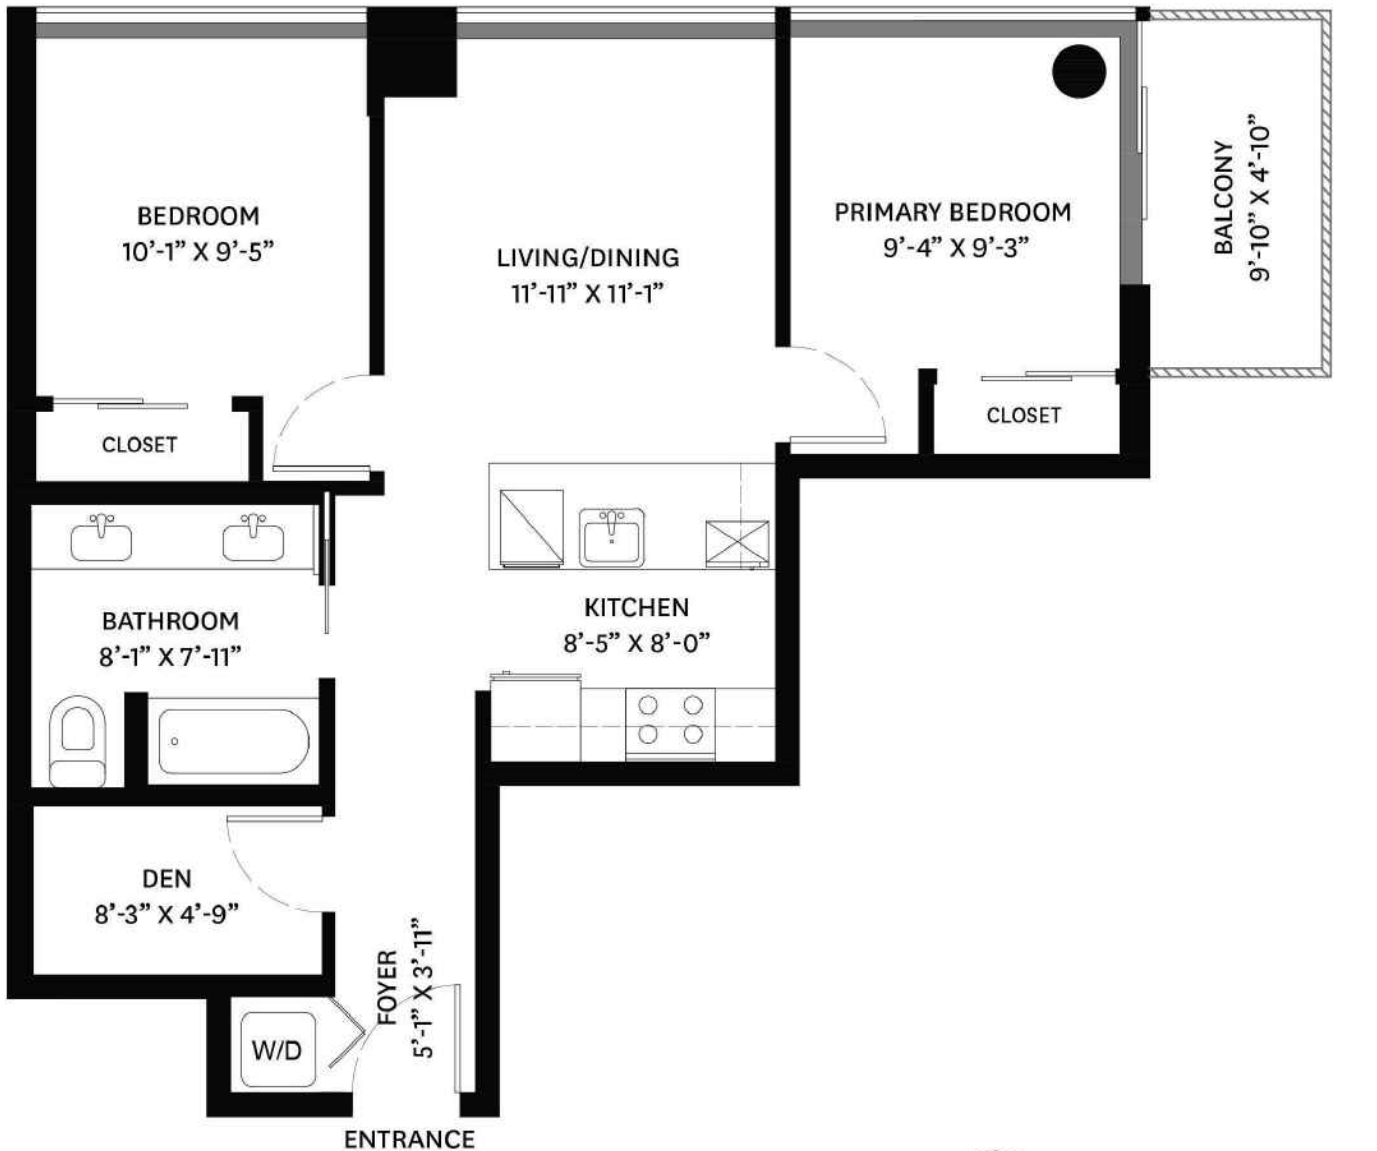 BEDROOM
10’-1” X 9’-5”
LIVING/DINING
11’-11” X 11’-1”
PRIMARY BEDROOM
9’-4” X 9’-3”
BALCONY
9’-10” X 4’-10”
CLOSET
CLOSET
BATHROOM
8’-1” X 7’-11”
KITCHEN
8’-5” X 8’-0”
DEN
8’-3” X 4’-9”
FOYER
5’-1” X 3’-11”
W/D
ENTRANCE